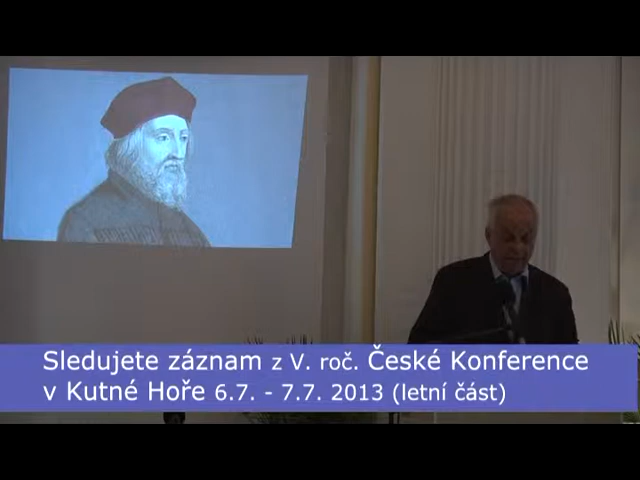 Sledujete záznam z V. roč. České Konference
v Kutné Hoře 6.7. - 7.7. 2013 (letní část)